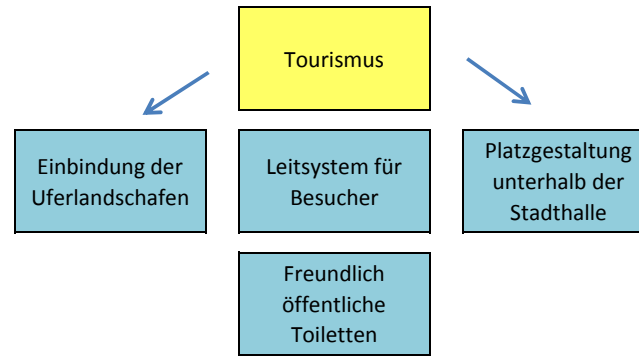 Tourismus
Einbindung der
Uferlandschafen
Leitsystem für
Besucher
Platzgestaltung
unterhalb der
Stadthalle
Freundlich
öffentliche
Toiletten